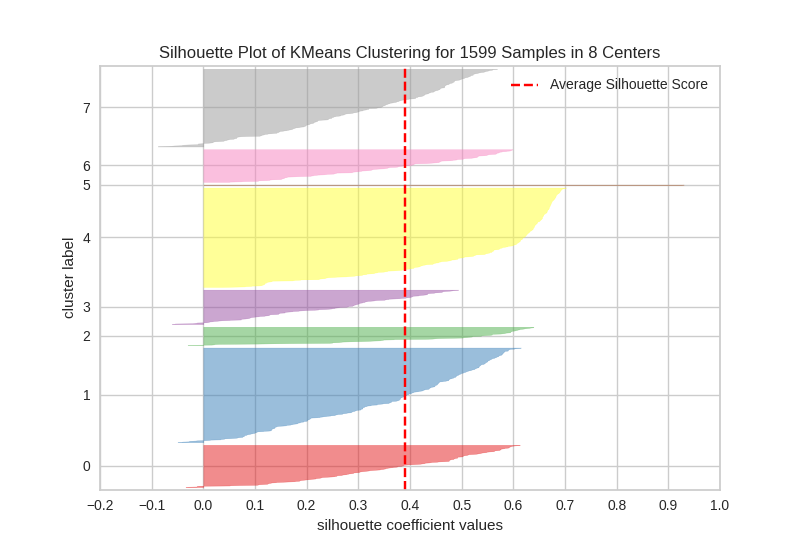 Silhouette Plot of KMeans Clustering for 1599 Samples in 8 Centers
Average Silhouette Score
7
6
5
4
3
2
1
0
cluster label
−0.2 −0.1 0.0 0.1 0.2 0.3 0.4 0.5 0.6 0.7 0.8 0.9 1.0
silhouette coefficient values